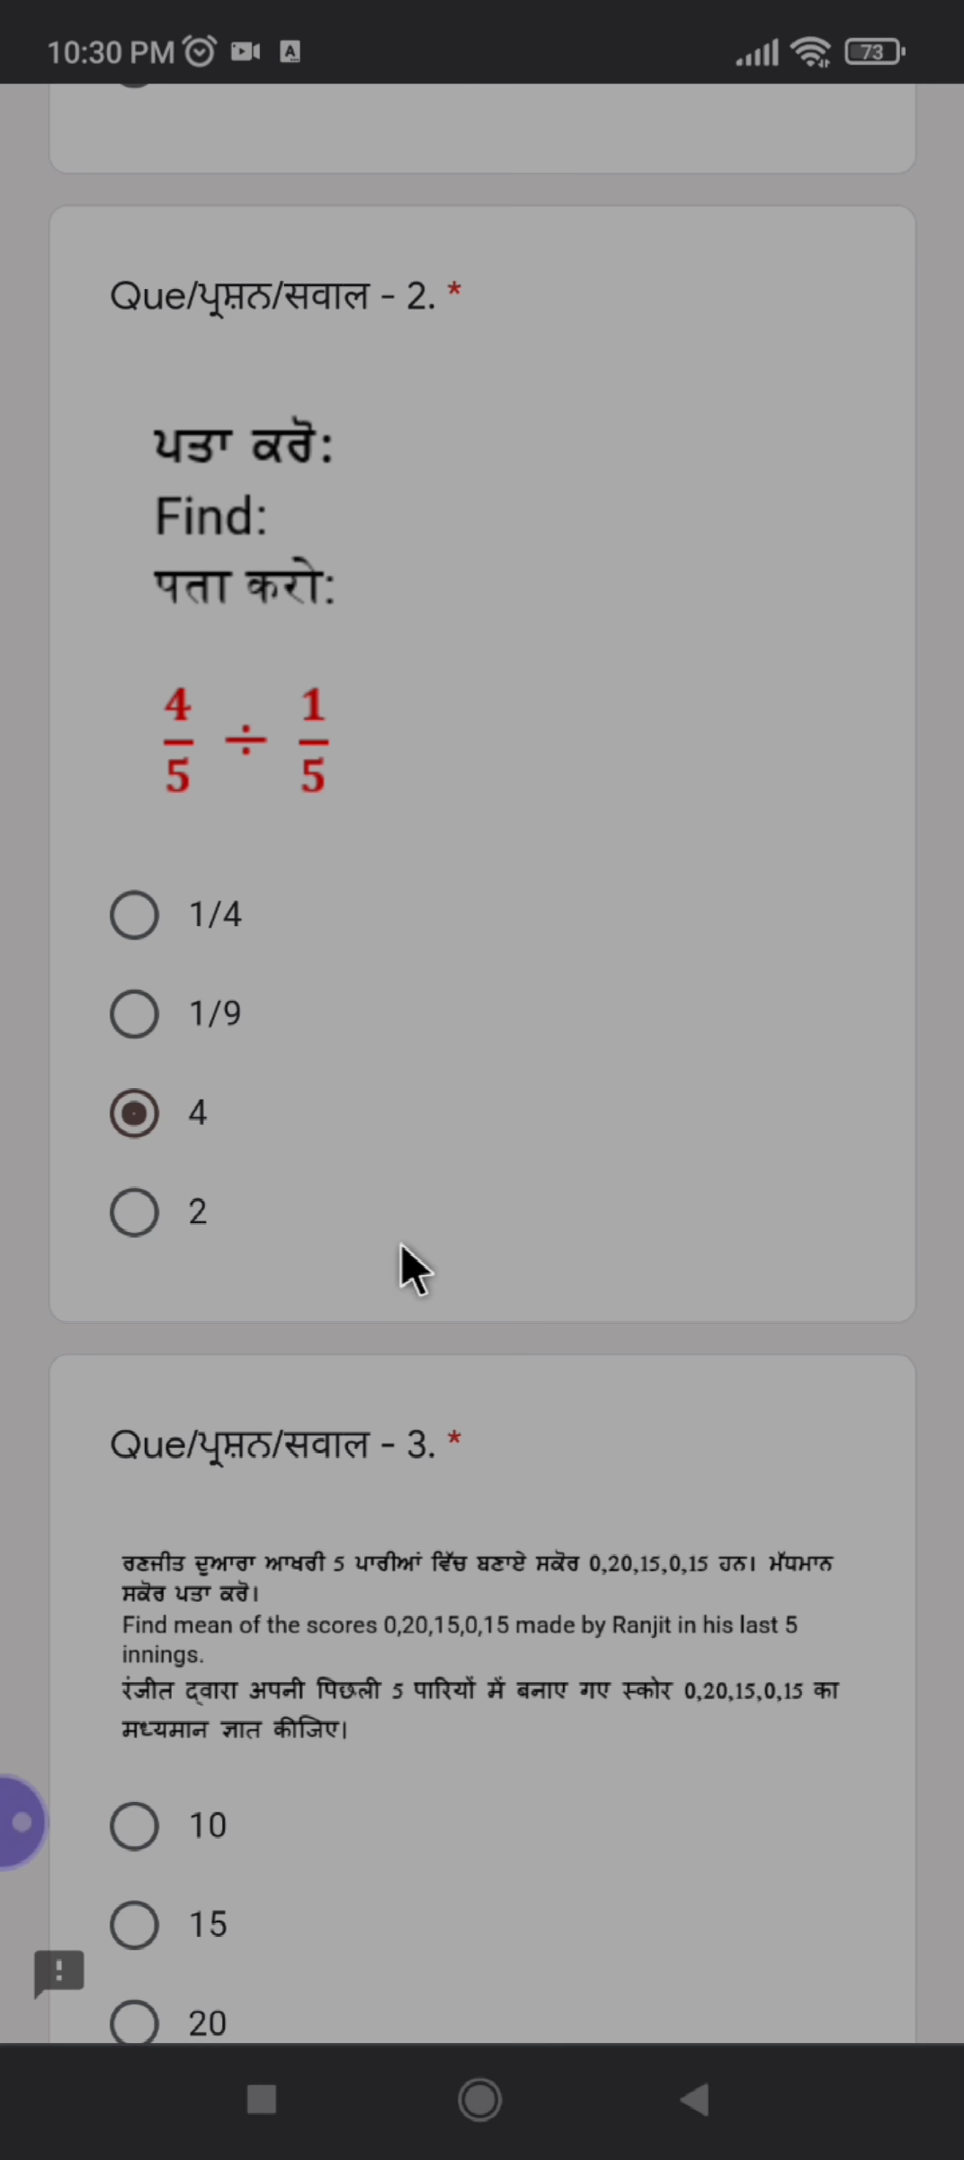 10:30 PM
73
Que/ਪ੍ਰਸ਼ਨ/सवाल - 2. *
ਪਤਾ ਕਰੋ:
Find:
पता करो:
4/5 ÷ 1/5
1/4
1/9
4
2
Que/ਪ੍ਰਸ਼ਨ/सवाल - 3. *
ਰਣਜੀਤ ਦੁਆਰਾ ਆਖਰੀ 5 ਪਾਰੀਆਂ ਵਿੱਚ ਬਣਾਏ ਸਕੋਰ 0,20,15,0,15 ਹਨ। ਮੱਧਮਾਨ
ਸਕੋਰ ਪਤਾ ਕਰੋ।
Find mean of the scores 0,20,15,0,15 made by Ranjit in his last 5
innings.
रंजीत द्वारा अपनी पिछली 5 पारियों में बनाए गए स्कोर 0,20,15,0,15 का
मध्यमान ज्ञात कीजिए।
10
15
20